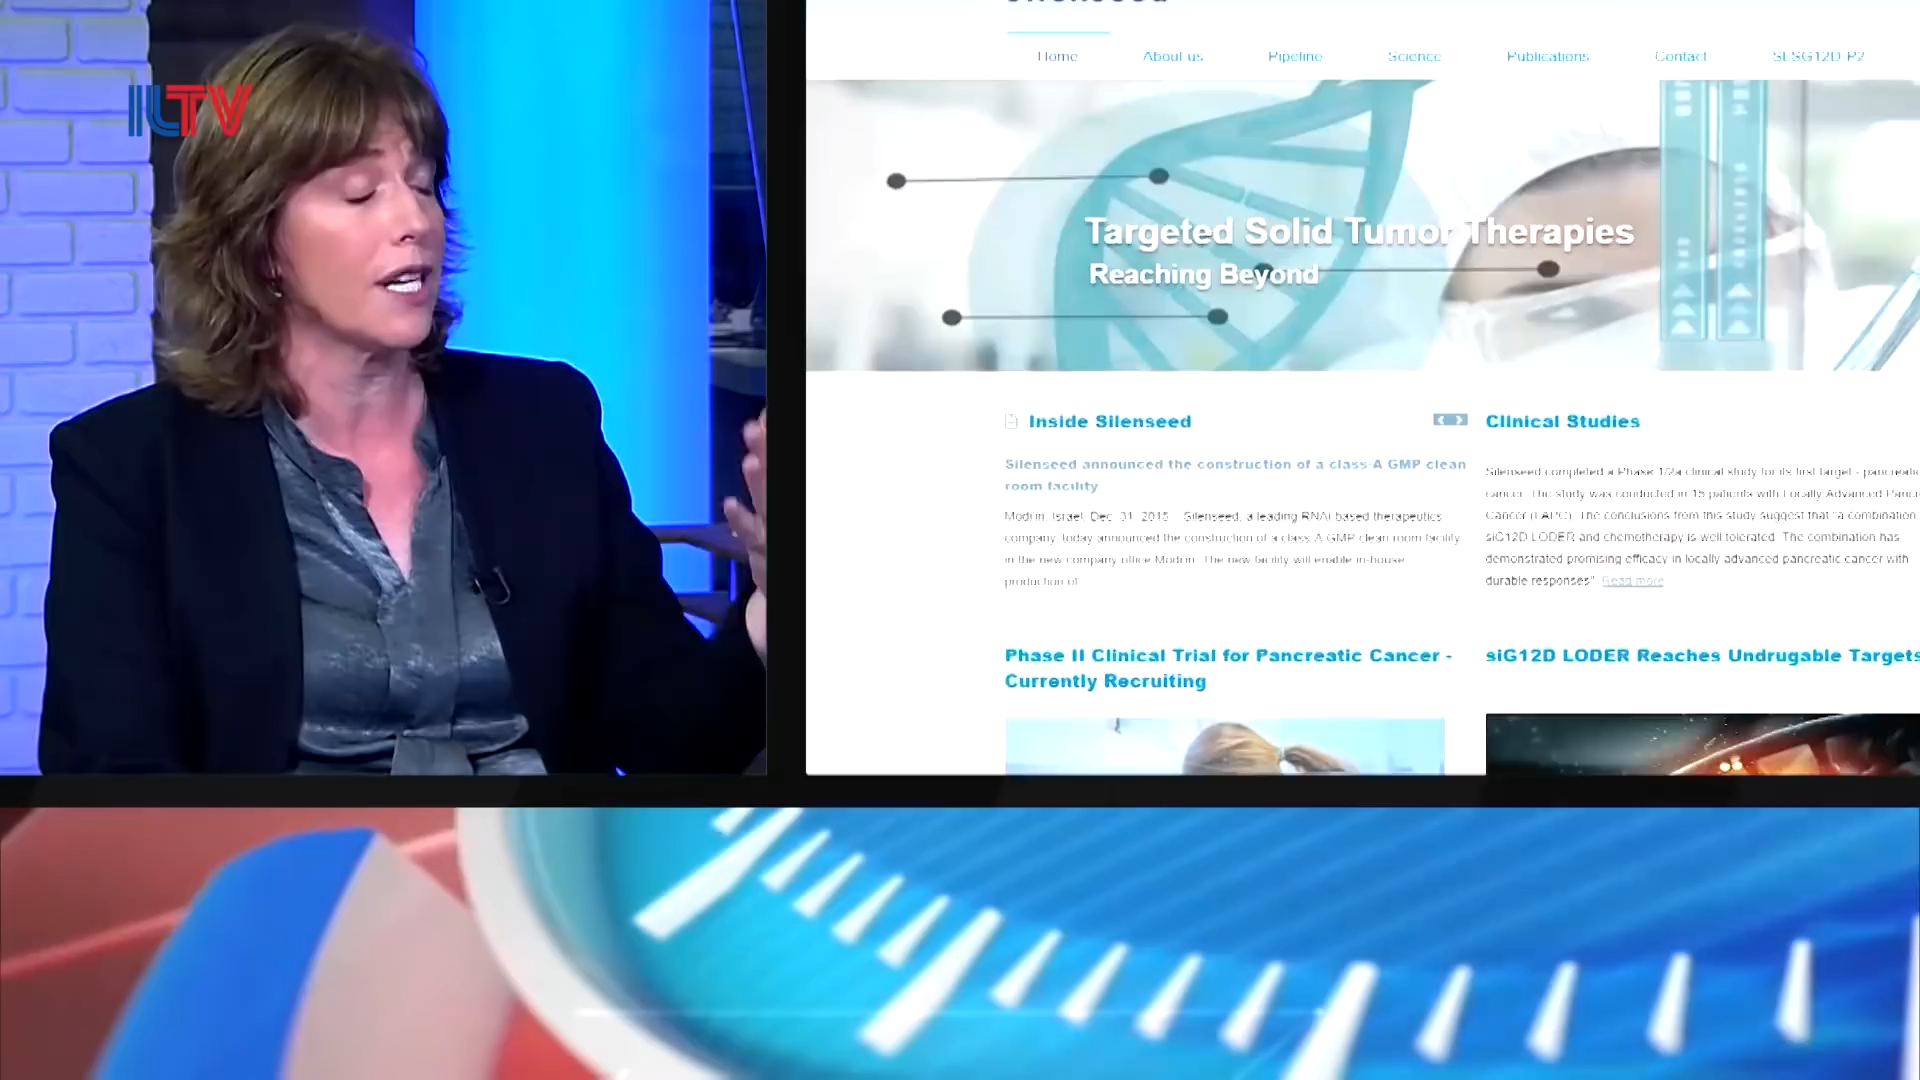 ILTV
Home
About us
Pipeline
Science
Publications
Contact
SLSG12D-P2
Targeted Solid Tumor Therapies
Reaching Beyond
Inside Silenseed
Silenseed announced the construction of a class-A GMP clean
room facility
Modi'in, Israel, Dec. 31, 2015 - Silenseed, a leading RNAi based therapeutics
company, today announced the construction of a class A GMP clean room facility
in the new company office Modi'in. The new facility will enable in-house
production of
Clinical Studies
Silenseed completed a Phase 1/2a clinical study for its first target - pancreatic
cancer. The study was conducted in 15 patients with Locally Advanced
Cancer (LAPC). The conclusions from this study suggest that "a combination
siG12D LODER and chemotherapy is well tolerated. The combination has
demonstrated promising efficacy in locally advanced pancreatic cancer with
durable responses" Read more
Phase II Clinical Trial for Pancreatic Cancer -
Currently Recruiting
siG12D LODER Reaches Undrugable Targets